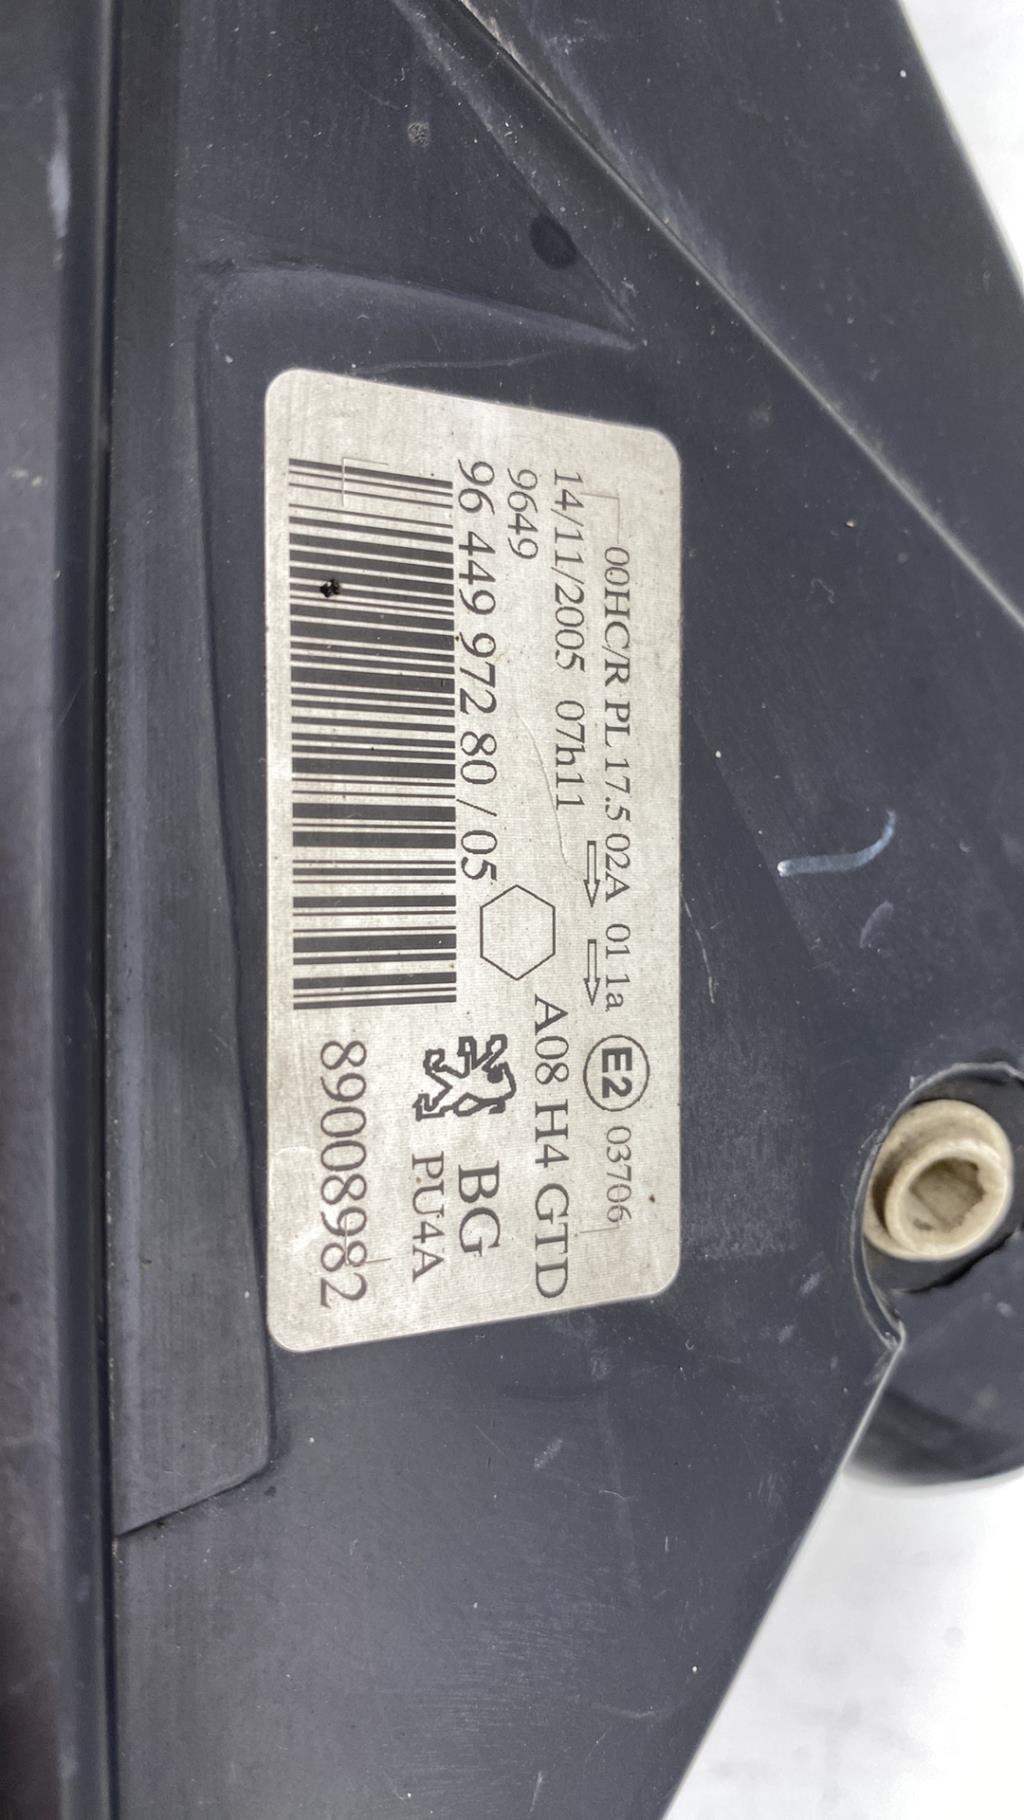 00HC/R PL 17.5 02A 01 1a E2 03706
14/11/2005 07h11
9649
A08 H4 GTD
96 449 972 80 / 05
BG
PU4A
89008982